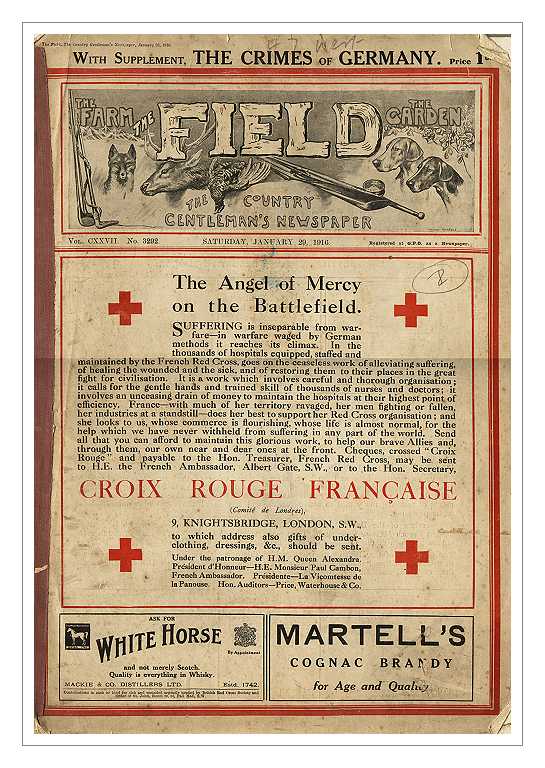 The Field, The Country Gentleman's Newspaper, January 29, 1916.
With Supplement, THE CRIMES OF GERMANY. Price 1
THE FARM THE FIELD THE GARDEN
THE COUNTRY
GENTLEMAN'S NEWSPAPER
Vol. CXXVII. No. 3292. SATURDAY, JANUARY 29, 1916. Registered at G.P.O. as a Newspaper.
The Angel of Mercy
on the Battlefield.
SUFFERING is inseparable from war-
fare—in warfare waged by German
methods it reaches its climax. In the
thousands of hospitals equipped, staffed and
maintained by the French Red Cross, goes on the ceaseless work of alleviating suffering,
of healing the wounded and the sick, and of restoring them to their places in the great
fight for civilisation. It is a work which involves careful and thorough organisation;
it calls for the gentle hands and trained skill of thousands of nurses and doctors; it
involves an unceasing drain of money to maintain the hospitals at their highest point of
efficiency. France—with much of her territory ravaged, her men fighting or fallen,
her industries at a standstill—does her best to support her Red Cross organisation; and
she looks to us, whose commerce is flourishing, whose life is almost normal, for the
help which we have never withheld from suffering in any part of the world. Send
all that you can afford to maintain this glorious work, to help our brave Allies and,
through them, our own near and dear ones at the front. Cheques, crossed "Croix
Rouge" and payable to the Hon. Treasurer, French Red Cross, may be sent
to H.E. the French Ambassador, Albert Gate, S.W., or to the Hon. Secretary,
CROIX ROUGE FRANÇAISE
(Comité de Londres),
9, KNIGHTSBRIDGE, LONDON, S.W.,
to which address also gifts of under-
clothing, dressings, &c., should be sent.
Under the patronage of H.M. Queen Alexandra.
Président d'Honneur—H.E. Monsieur Paul Cambon,
French Ambassador. Présidente—La Vicomtesse de
la Panouse. Hon. Auditors—Price, Waterhouse & Co.
ASK FOR
WHITE HORSE
By Appointment
and not merely Scotch.
Quality is everything in Whisky.
MACKIE & CO. DISTILLERS LTD. Estd. 1742.
MARTELL'S
COGNAC BRANDY
for Age and Quality